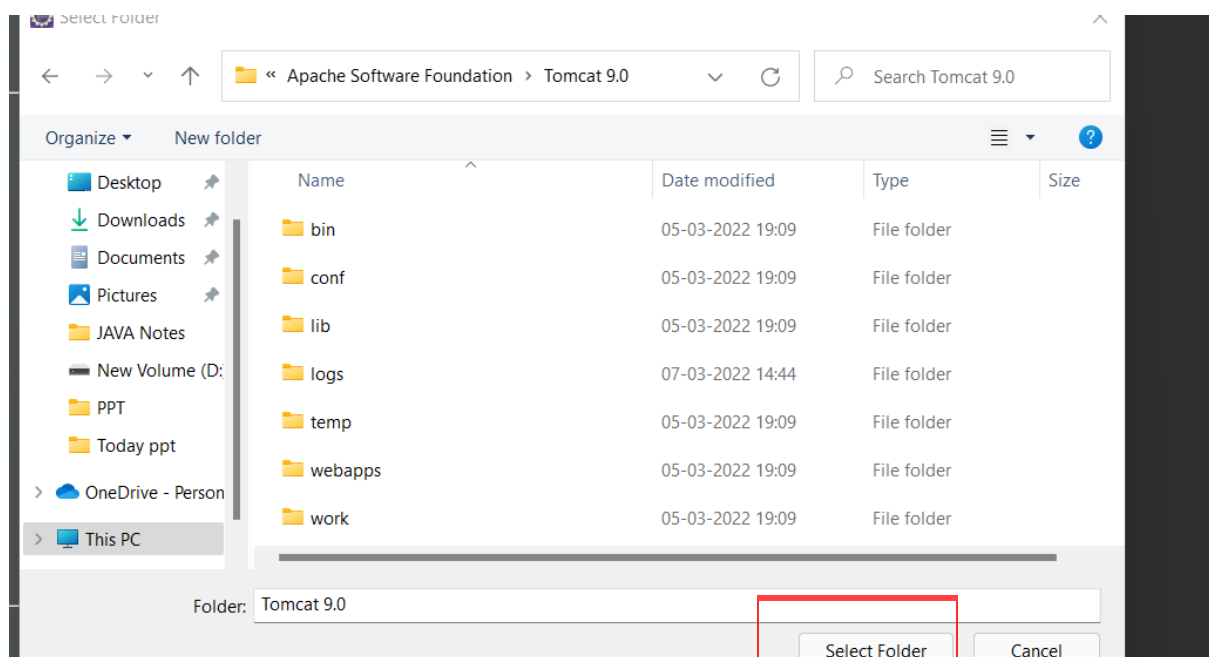 Select Folder
« Apache Software Foundation > Tomcat 9.0
Search Tomcat 9.0
Organize New folder
?
Name Date modified Type Size
Desktop
Downloads
Documents
Pictures
JAVA Notes
New Volume (D:
PPT
Today ppt
OneDrive - Person
This PC
bin 05-03-2022 19:09 File folder
conf 05-03-2022 19:09 File folder
lib 05-03-2022 19:09 File folder
logs 07-03-2022 14:44 File folder
temp 05-03-2022 19:09 File folder
webapps 05-03-2022 19:09 File folder
work 05-03-2022 19:09 File folder
Folder: Tomcat 9.0
Select Folder Cancel